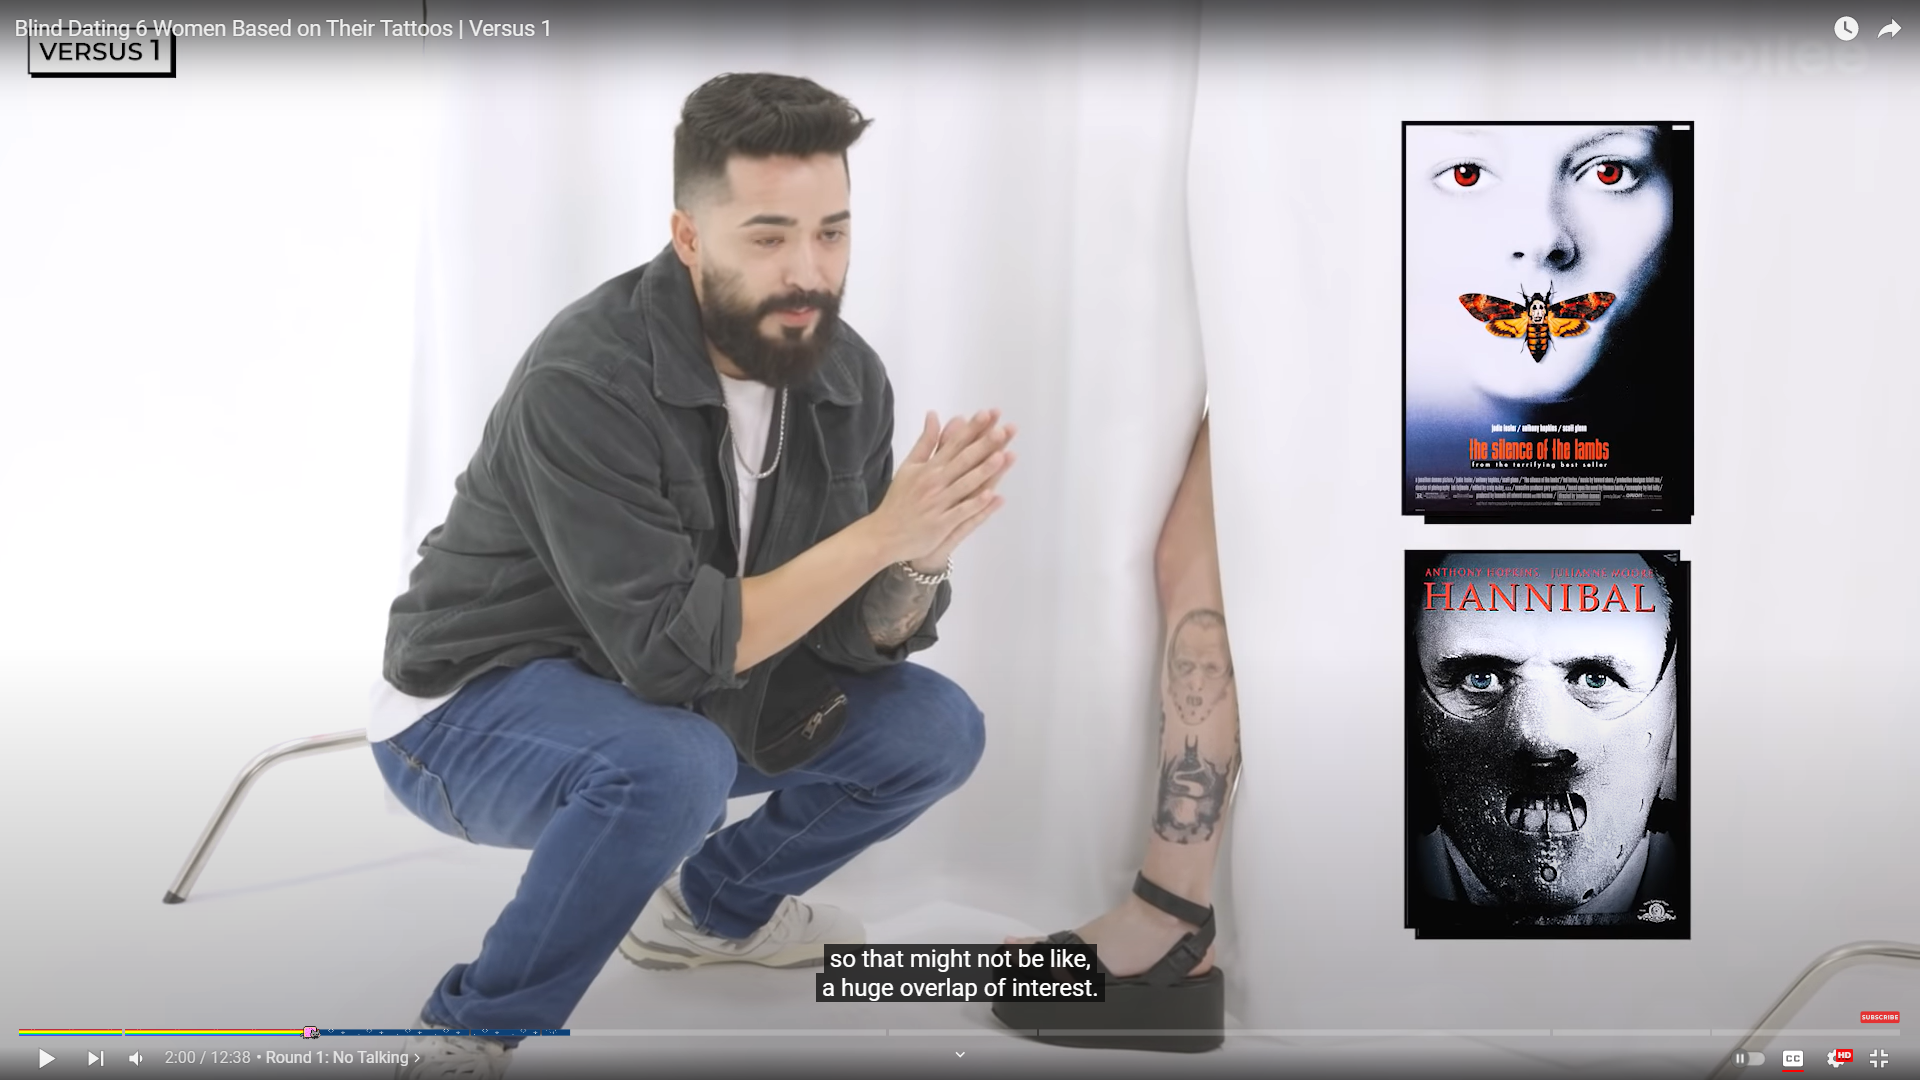 Blind Dating 6 Women Based on Their Tattoos | Versus 1
VERSUS 1
Jubilee
jodie foster / anthony hopkins / scott glenn
the silence of the lambs
from the terrifying best seller
ANTHONY HOPKINS JULIANNE MOORE
HANNIBAL
so that might not be like,
a huge overlap of interest.
SUBSCRIBE
2:00 / 12:38 • Round 1: No Talking >
CC
HD